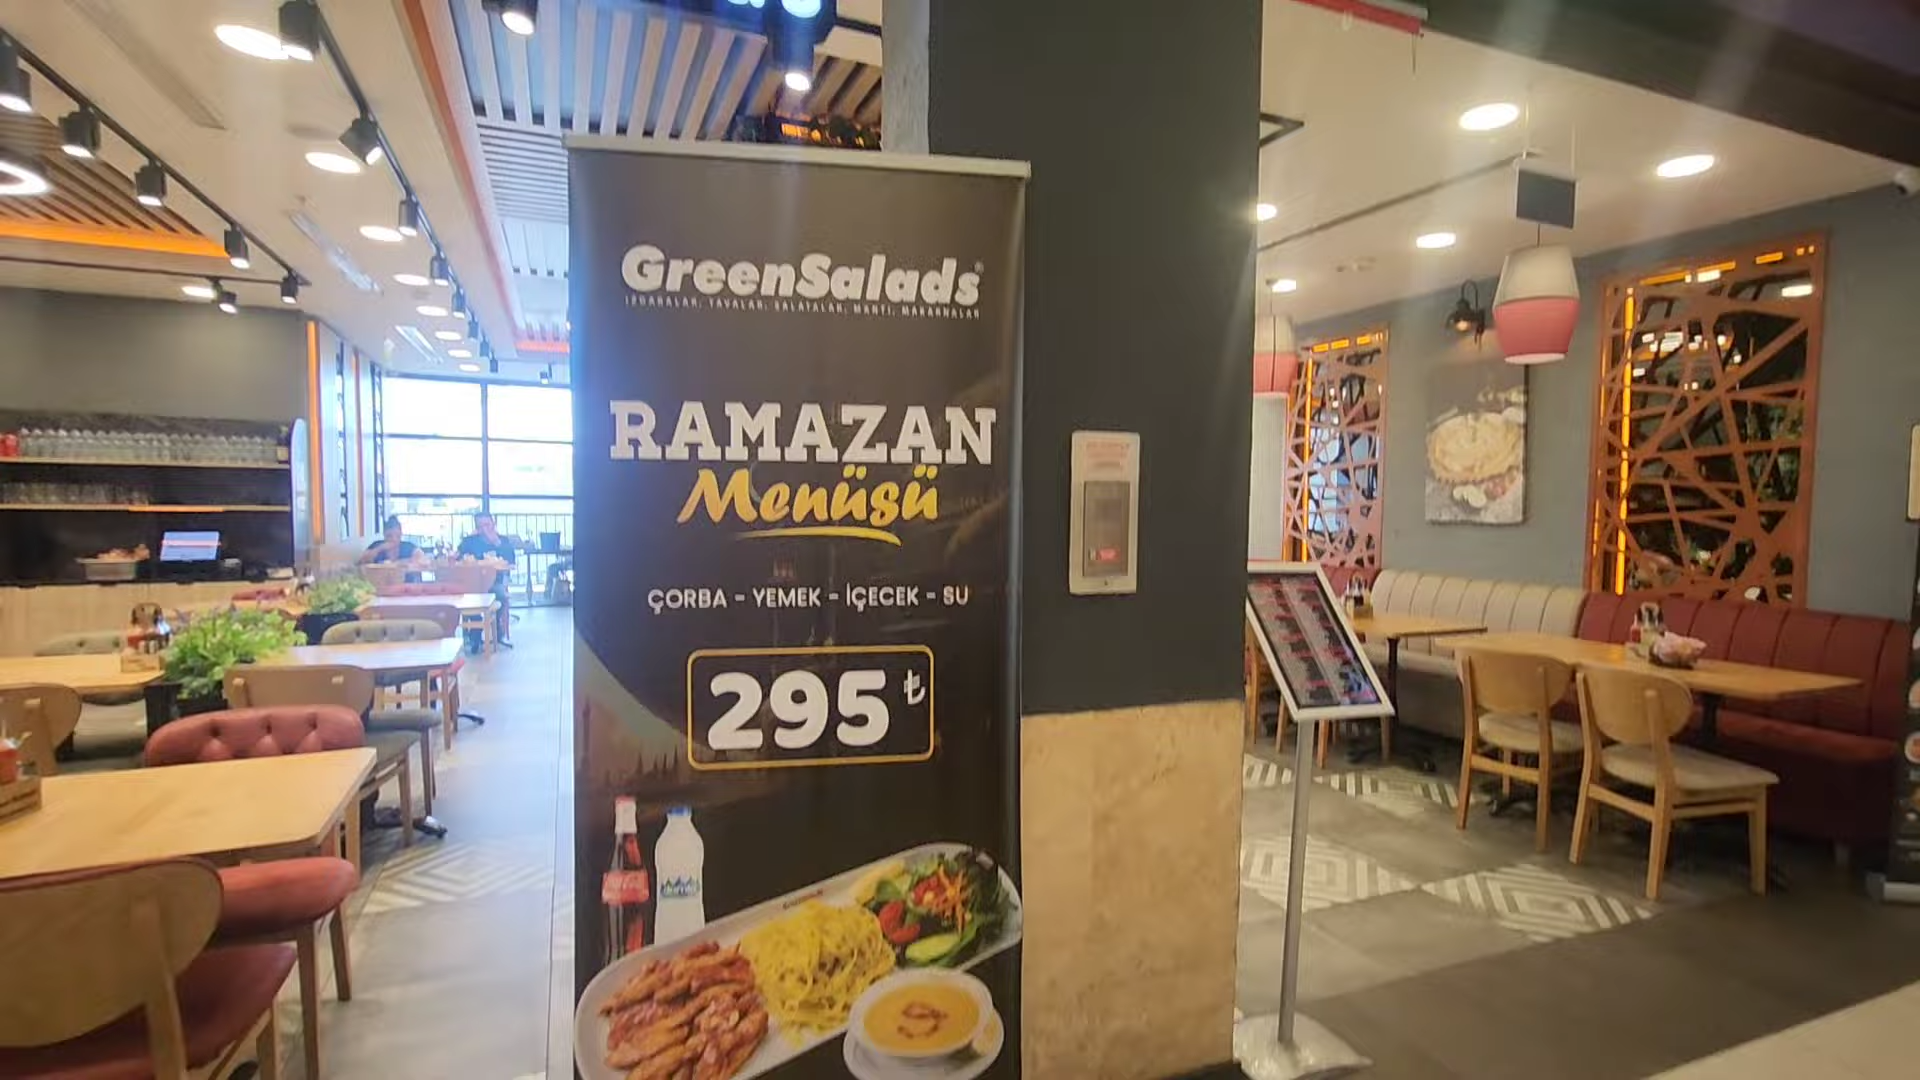 GreenSalads®
IZGARALAR, TAVALAR, SALATALAR, MANTI, MAKARNALAR
RAMAZAN
Menüsü
ÇORBA - YEMEK - İÇECEK - SU
295 ₺